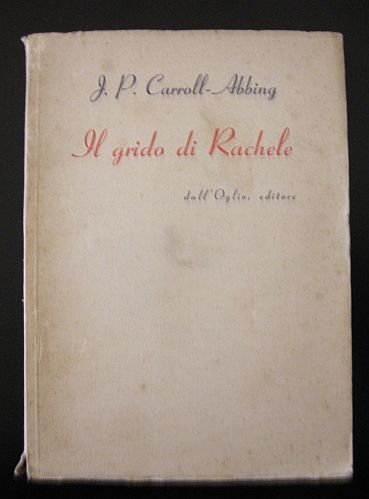 J. P. Carroll-Abbing
Il grido di Rachele
dall'Oglio, editore